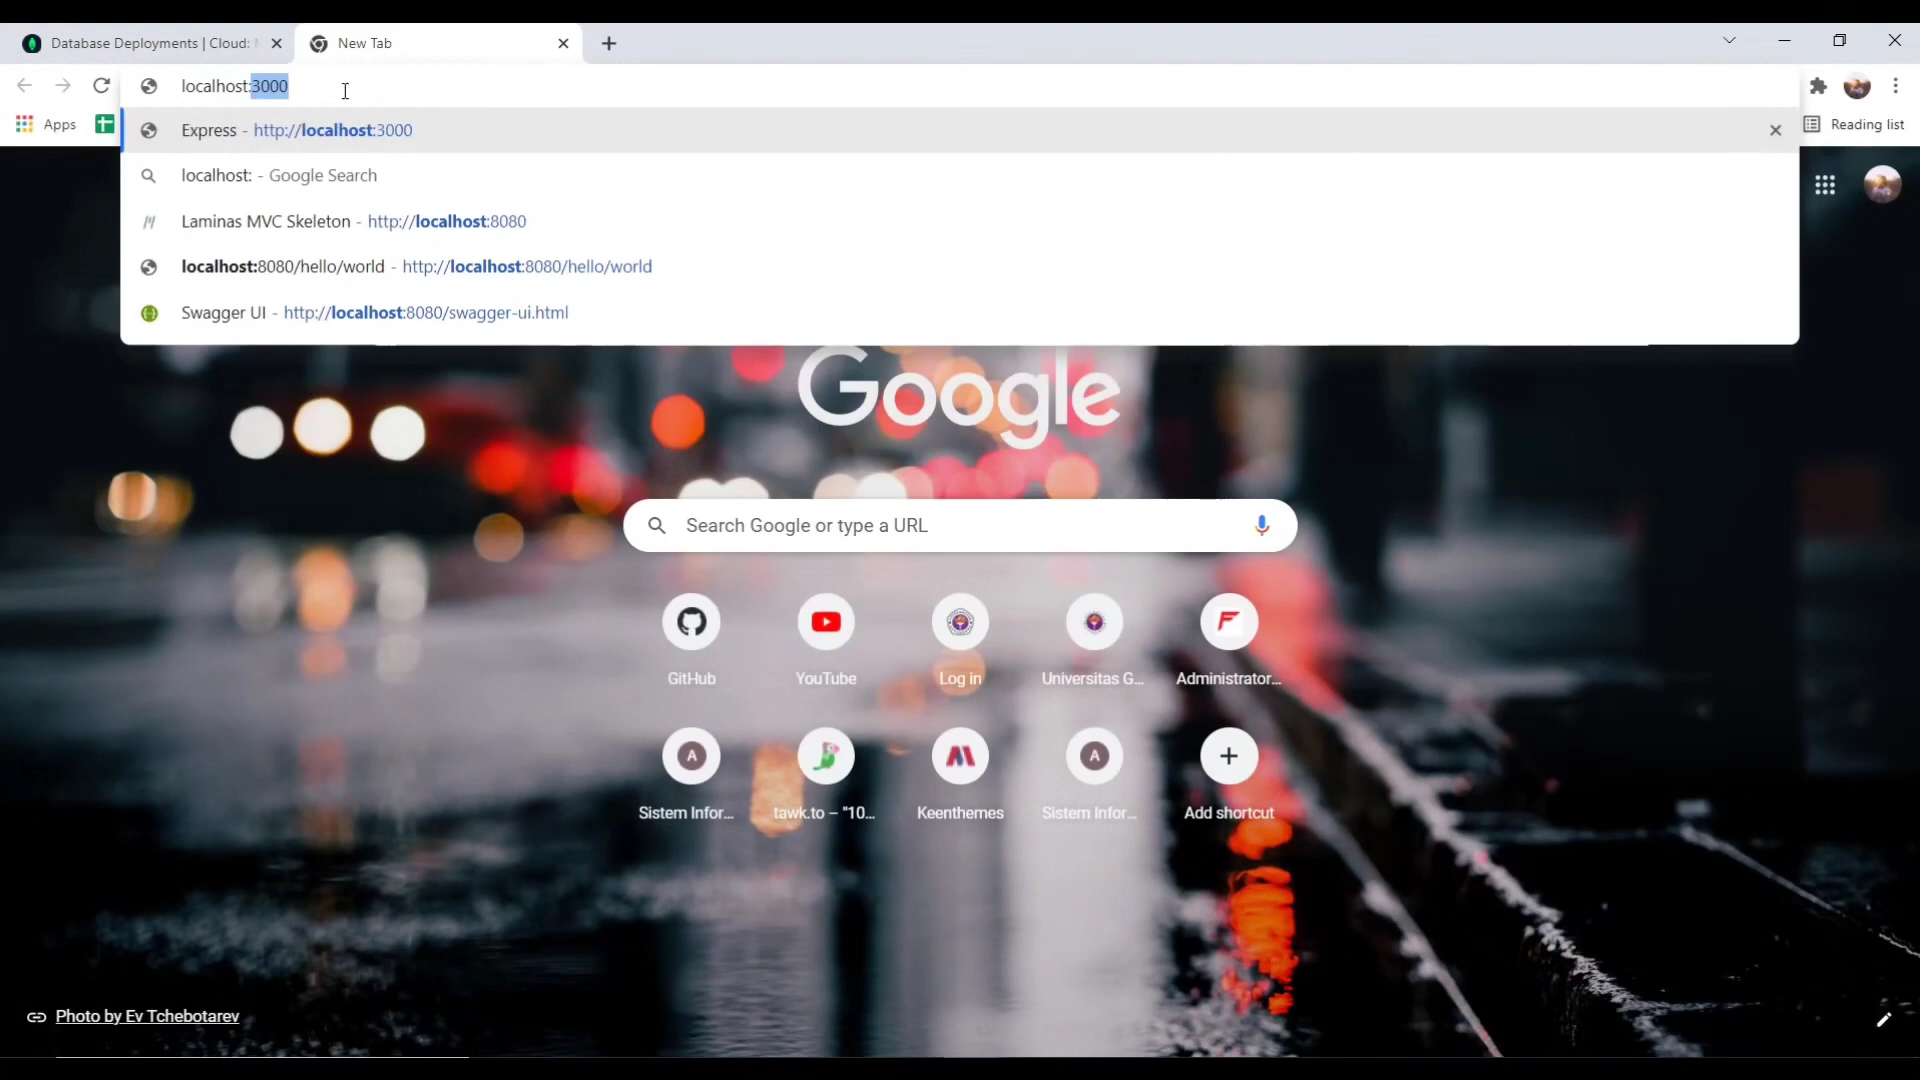 Database Deployments | Cloud:
New Tab
localhost:3000
Express - http://localhost:3000
localhost: - Google Search
Laminas MVC Skeleton - http://localhost:8080
localhost:8080/hello/world - http://localhost:8080/hello/world
Swagger UI - http://localhost:8080/swagger-ui.html
Apps
Reading list
Google
Search Google or type a URL
GitHub
YouTube
Log in
Universitas G...
Administrator...
A
A
Sistem Infor...
tawk.to – "10...
Keenthemes
Sistem Infor...
Add shortcut
Photo by Ev Tchebotarev